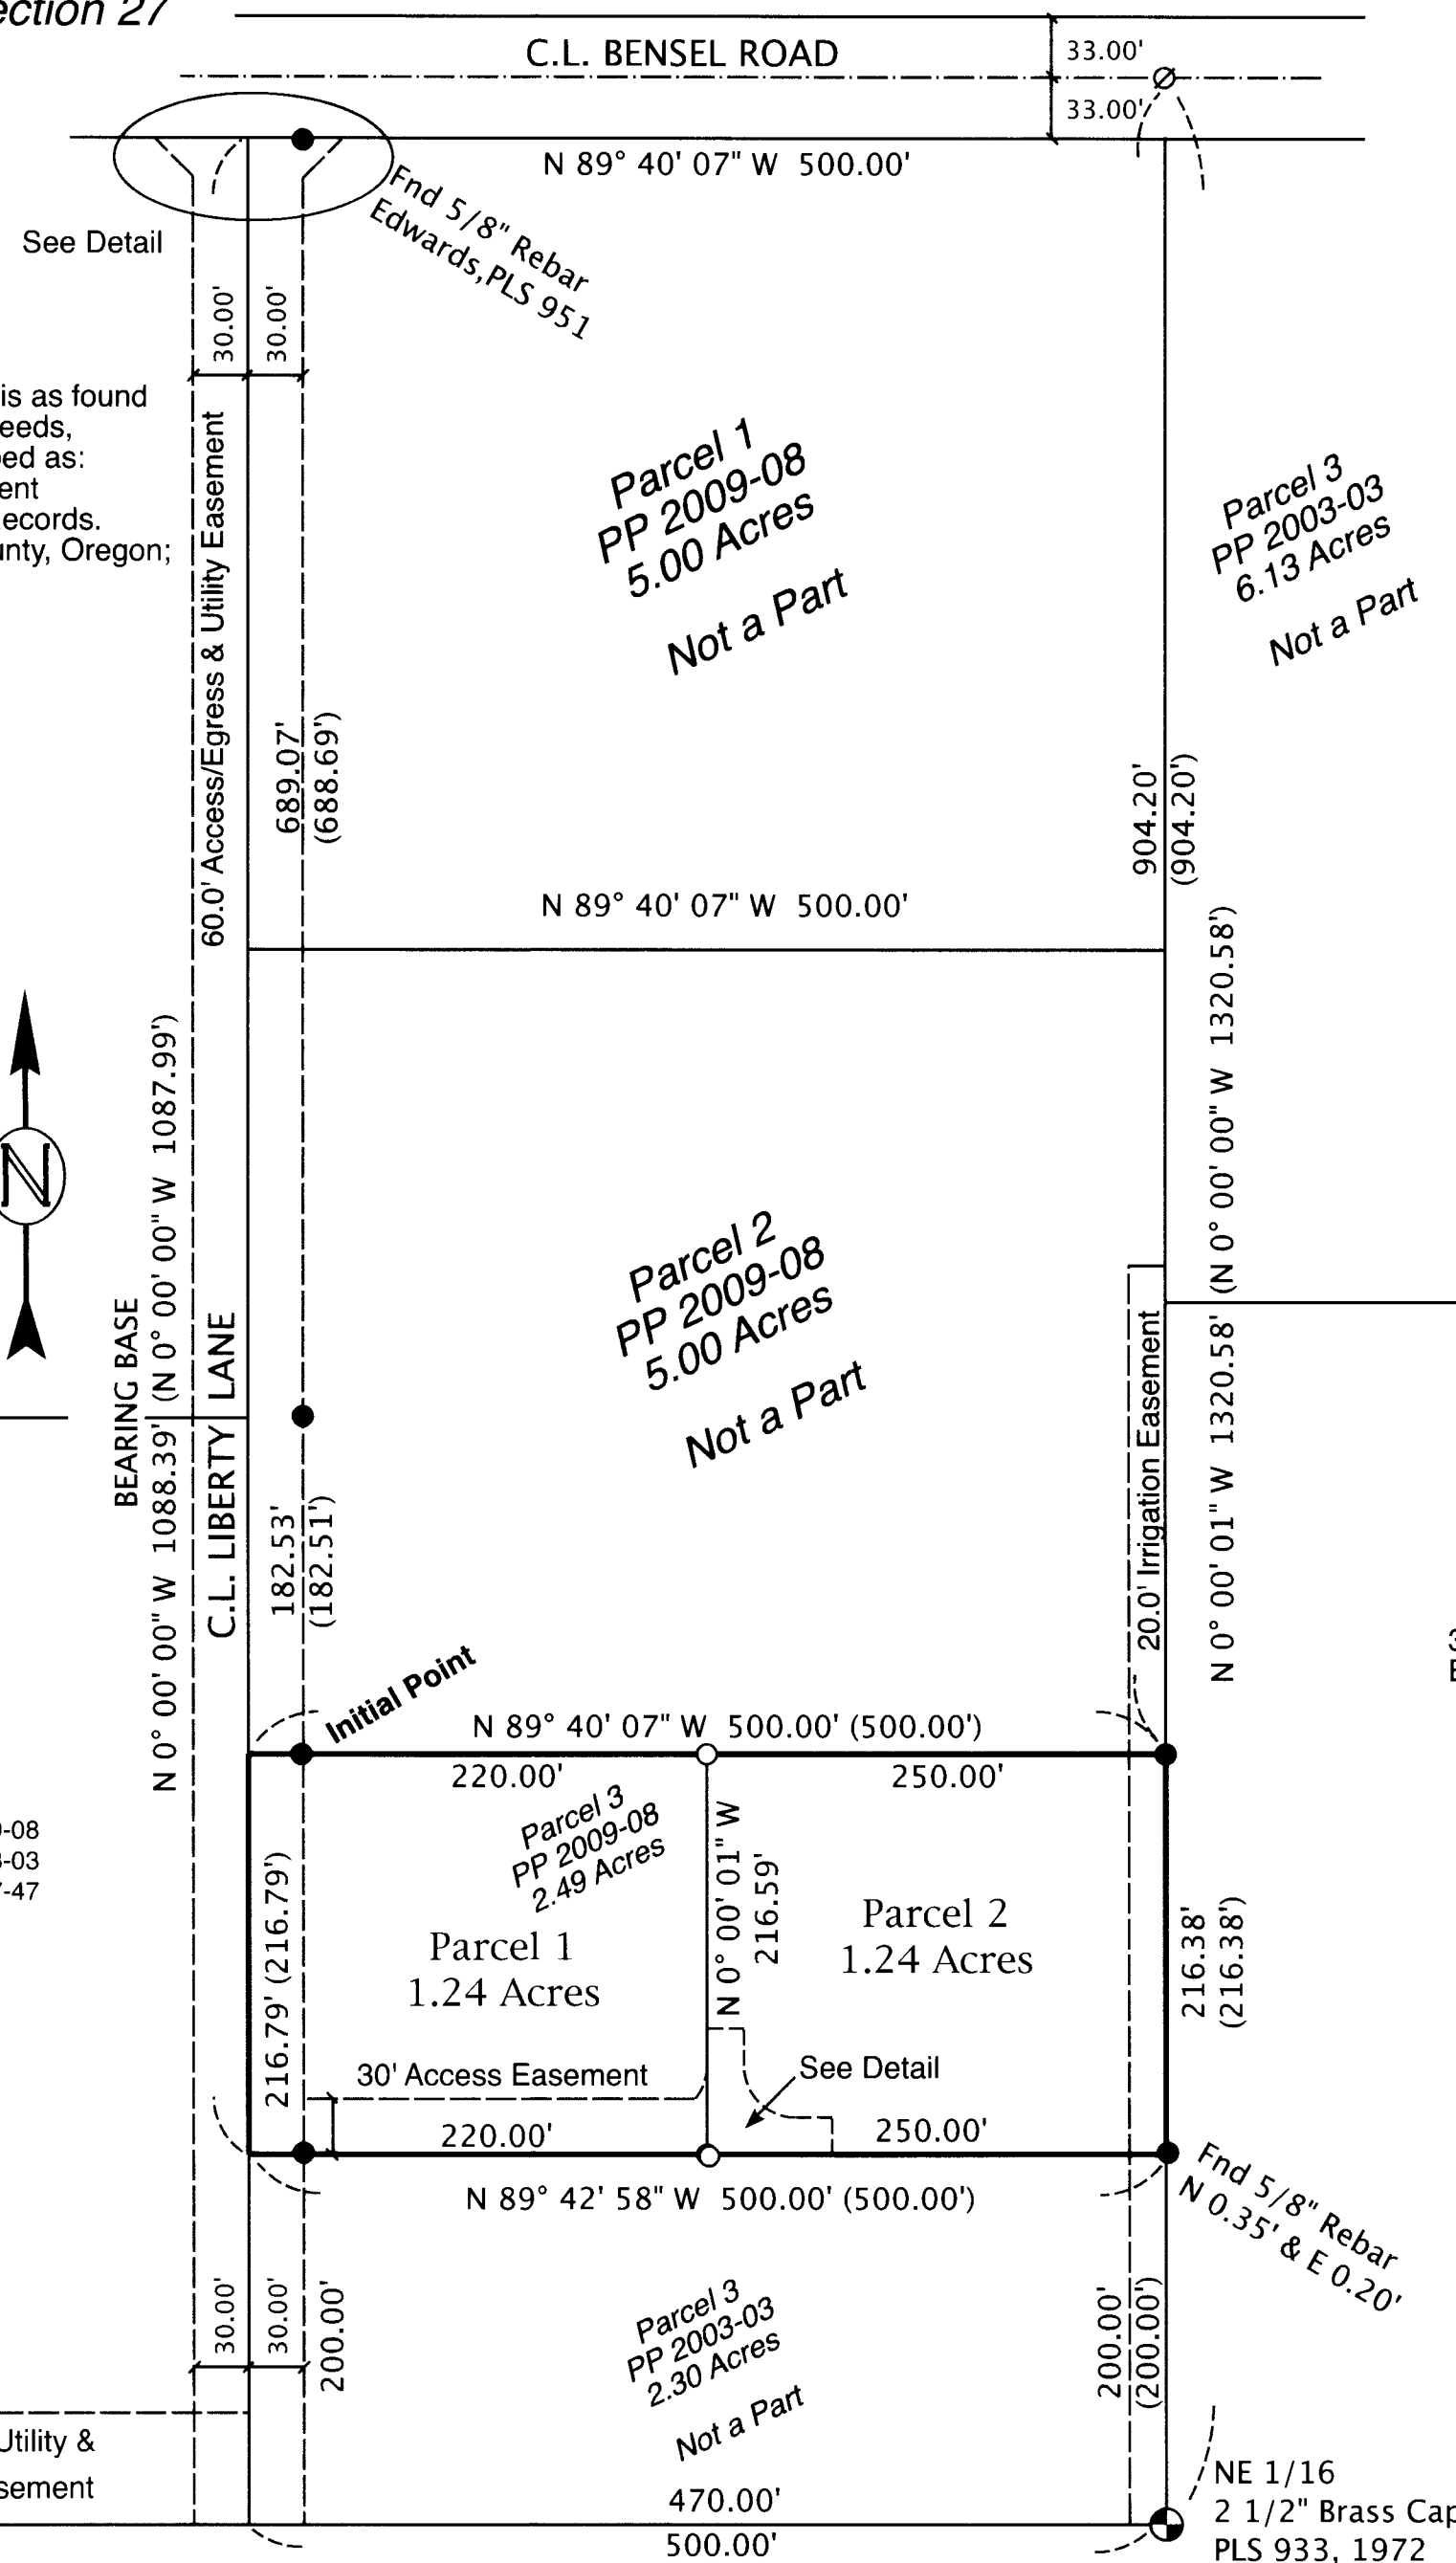 ection 27
C.L. BENSEL ROAD
33.00'
33.00'
N 89° 40' 07" W 500.00'
Fnd 5/8" Rebar
Edwards, PLS 951
See Detail
30.00'
30.00'
is as found
eeds,
ed as:
ent
ecords.
unty, Oregon;
60.0' Access/Egress & Utility Easement
Parcel 1
PP 2009-08
5.00 Acres
Not a Part
Parcel 3
PP 2003-03
6.13 Acres
Not a Part
689.07'
(688.69')
904.20'
(904.20')
N 89° 40' 07" W 500.00'
N
BEARING BASE
N 0° 00' 00" W 1088.39' (N 0° 00' 00" W 1087.99')
C.L. LIBERTY LANE
Parcel 2
PP 2009-08
5.00 Acres
Not a Part
N 0° 00' 01" W 1320.58' (N 0° 00' 00" W 1320.58')
20.0' Irrigation Easement
182.53'
(182.51')
Initial Point
N 89° 40' 07" W 500.00' (500.00')
220.00'
250.00'
-08
-03
-47
Parcel 3
PP 2009-08
2.49 Acres
216.79' (216.79')
Parcel 1
1.24 Acres
N 0° 00' 01" W
216.59'
Parcel 2
1.24 Acres
216.38'
(216.38')
30' Access Easement
See Detail
220.00'
250.00'
N 89° 42' 58" W 500.00' (500.00')
Fnd 5/8" Rebar
N 0.35' & E 0.20'
30.00'
30.00'
200.00'
Parcel 3
PP 2003-03
2.30 Acres
Not a Part
200.00'
(200.00')
Utility &
sement
470.00'
500.00'
NE 1/16
2 1/2" Brass Cap
PLS 933, 1972